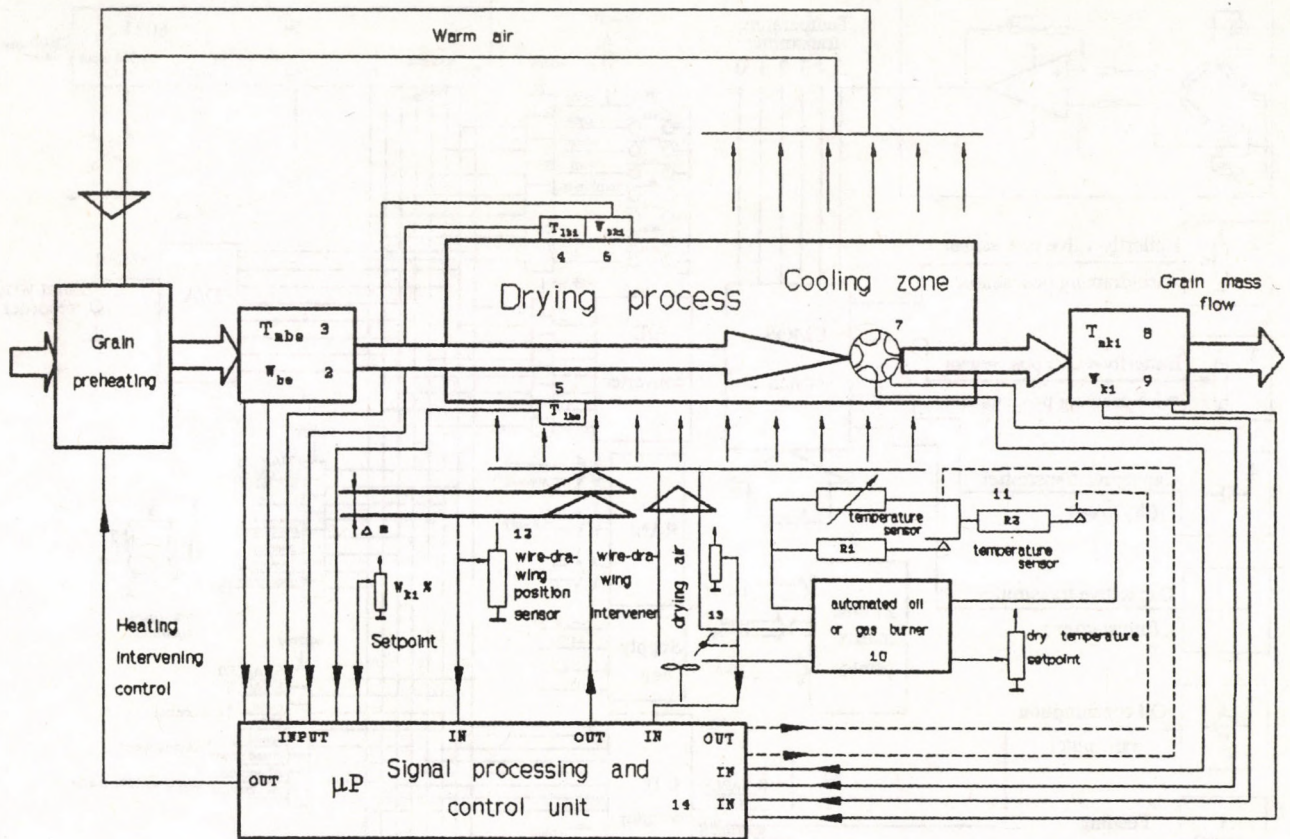 Warm air
T_lki W_kki
4 6
Drying process
Cooling zone
7
Grain mass
flow
Grain
preheating
T_mbe 3
W_be 2
T_mki 8
W_ki 9
5
T_lbe
Δ m
12
wire-dra-
wing
position
sensor
wire-dra-
wing
intervener
drying air
13
temperature
sensor
R1
11
R2
temperature
sensor
W_ki %
Setpoint
automated oil
or gas burner
10
dry temperature
setpoint
Heating
intervening
control
INPUT IN OUT IN OUT
OUT
µP Signal processing and
control unit
14
IN
IN